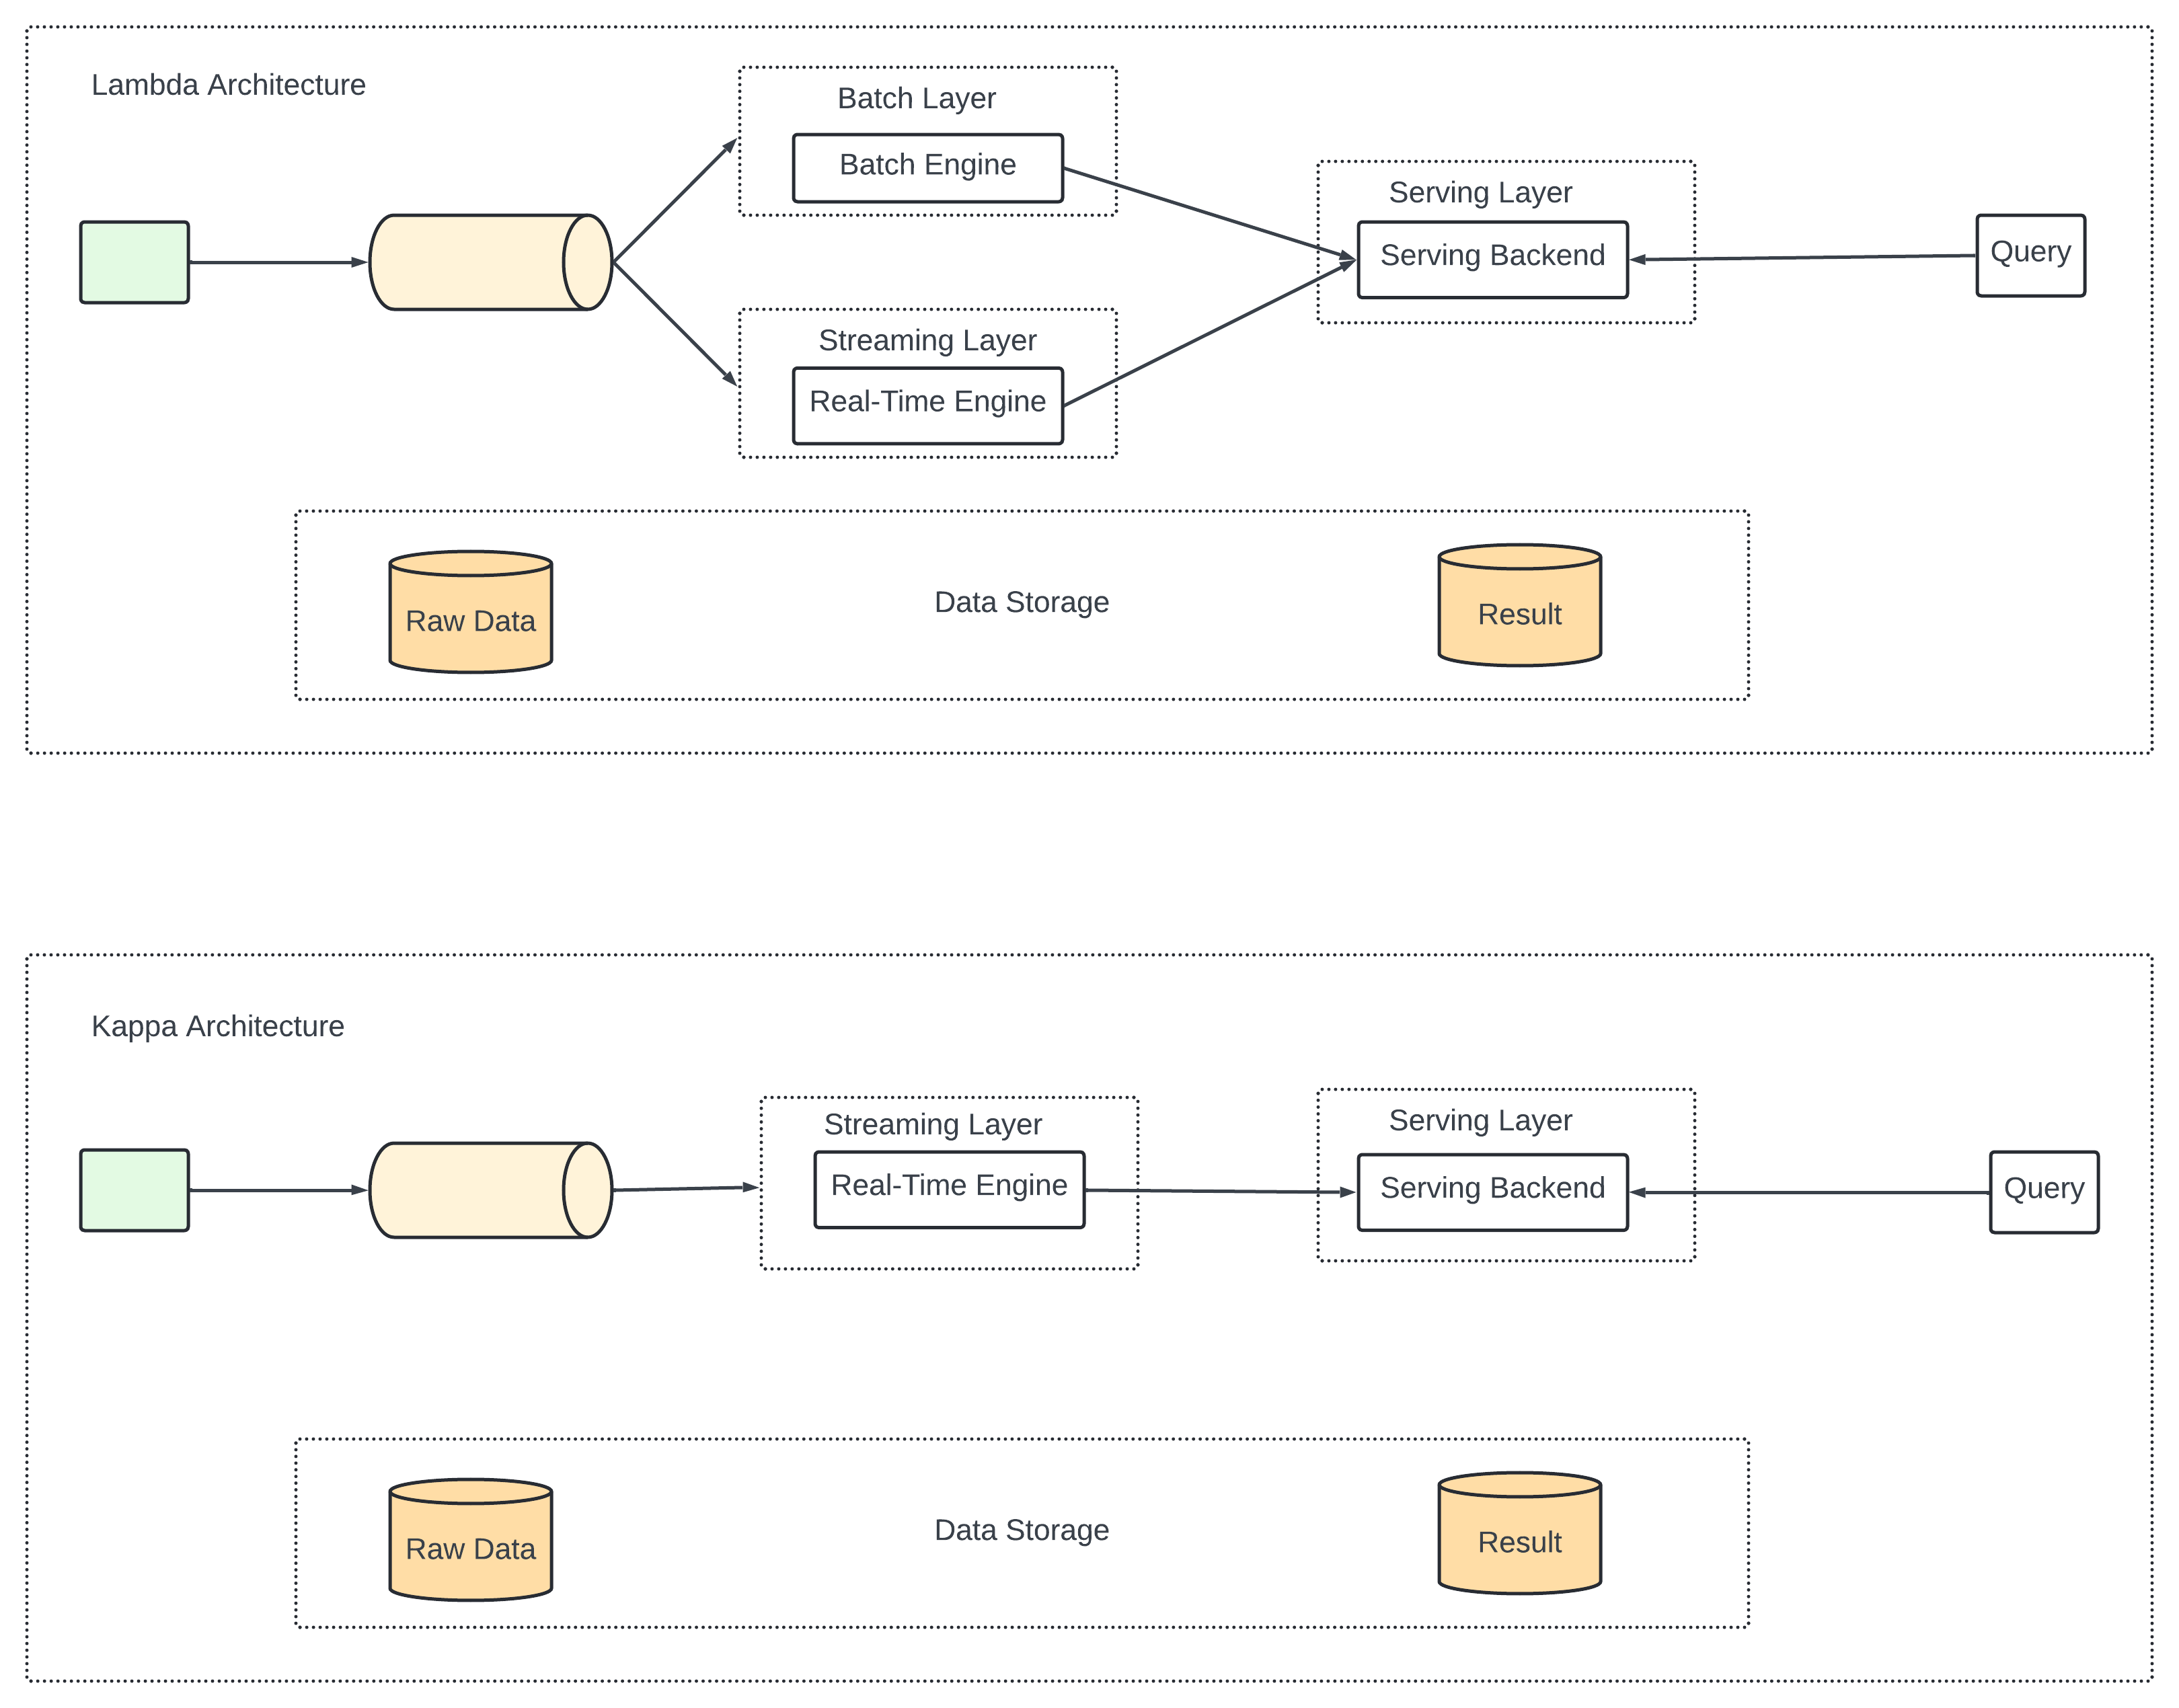 Lambda Architecture
Batch Layer
Batch Engine
Serving Layer
Serving Backend
Query
Streaming Layer
Real-Time Engine
Raw Data
Data Storage
Result
Kappa Architecture
Streaming Layer
Real-Time Engine
Serving Layer
Serving Backend
Query
Raw Data
Data Storage
Result